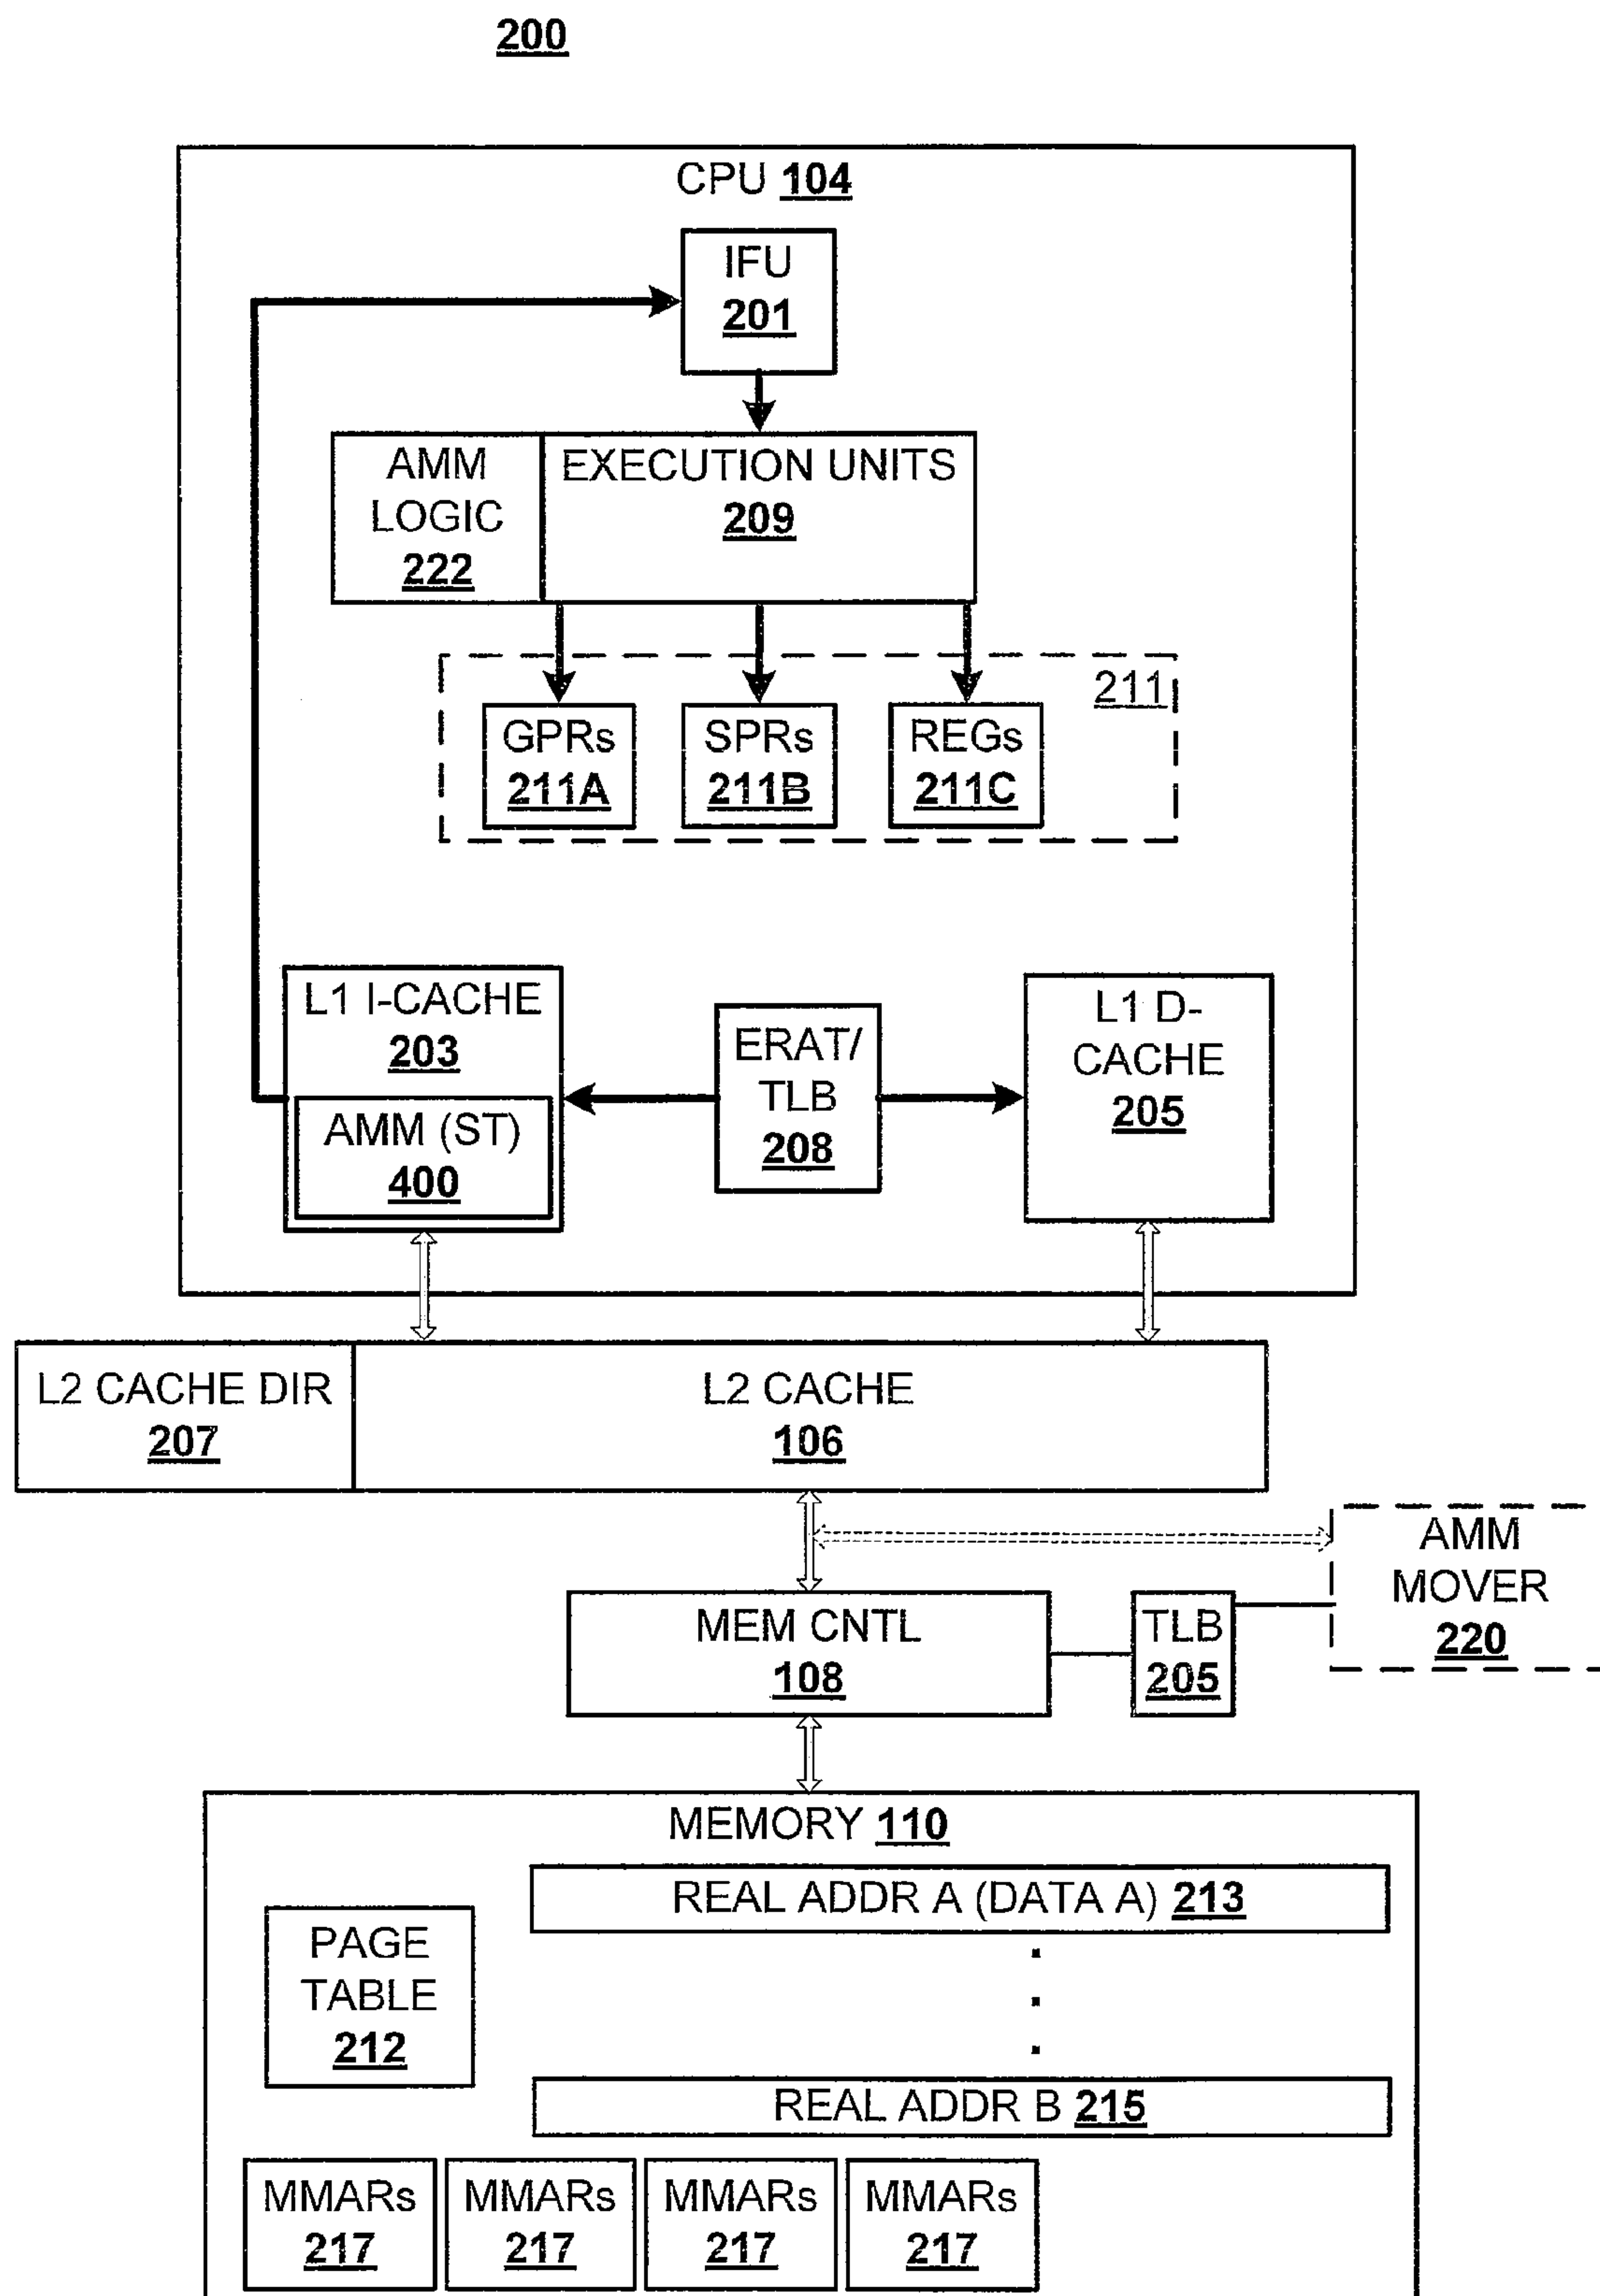 200
CPU 104
IFU
201
AMM
LOGIC
222
EXECUTION UNITS
209
211
GPRs
211A
SPRs
211B
REGs
211C
L1 I-CACHE
203
AMM (ST)
400
ERAT/
TLB
208
L1 D-
CACHE
205
L2 CACHE DIR
207
L2 CACHE
106
AMM
MOVER
220
MEM CNTL
108
TLB
205
MEMORY 110
REAL ADDR A (DATA A) 213
PAGE
TABLE
212
REAL ADDR B 215
MMARs
217
MMARs
217
MMARs
217
MMARs
217